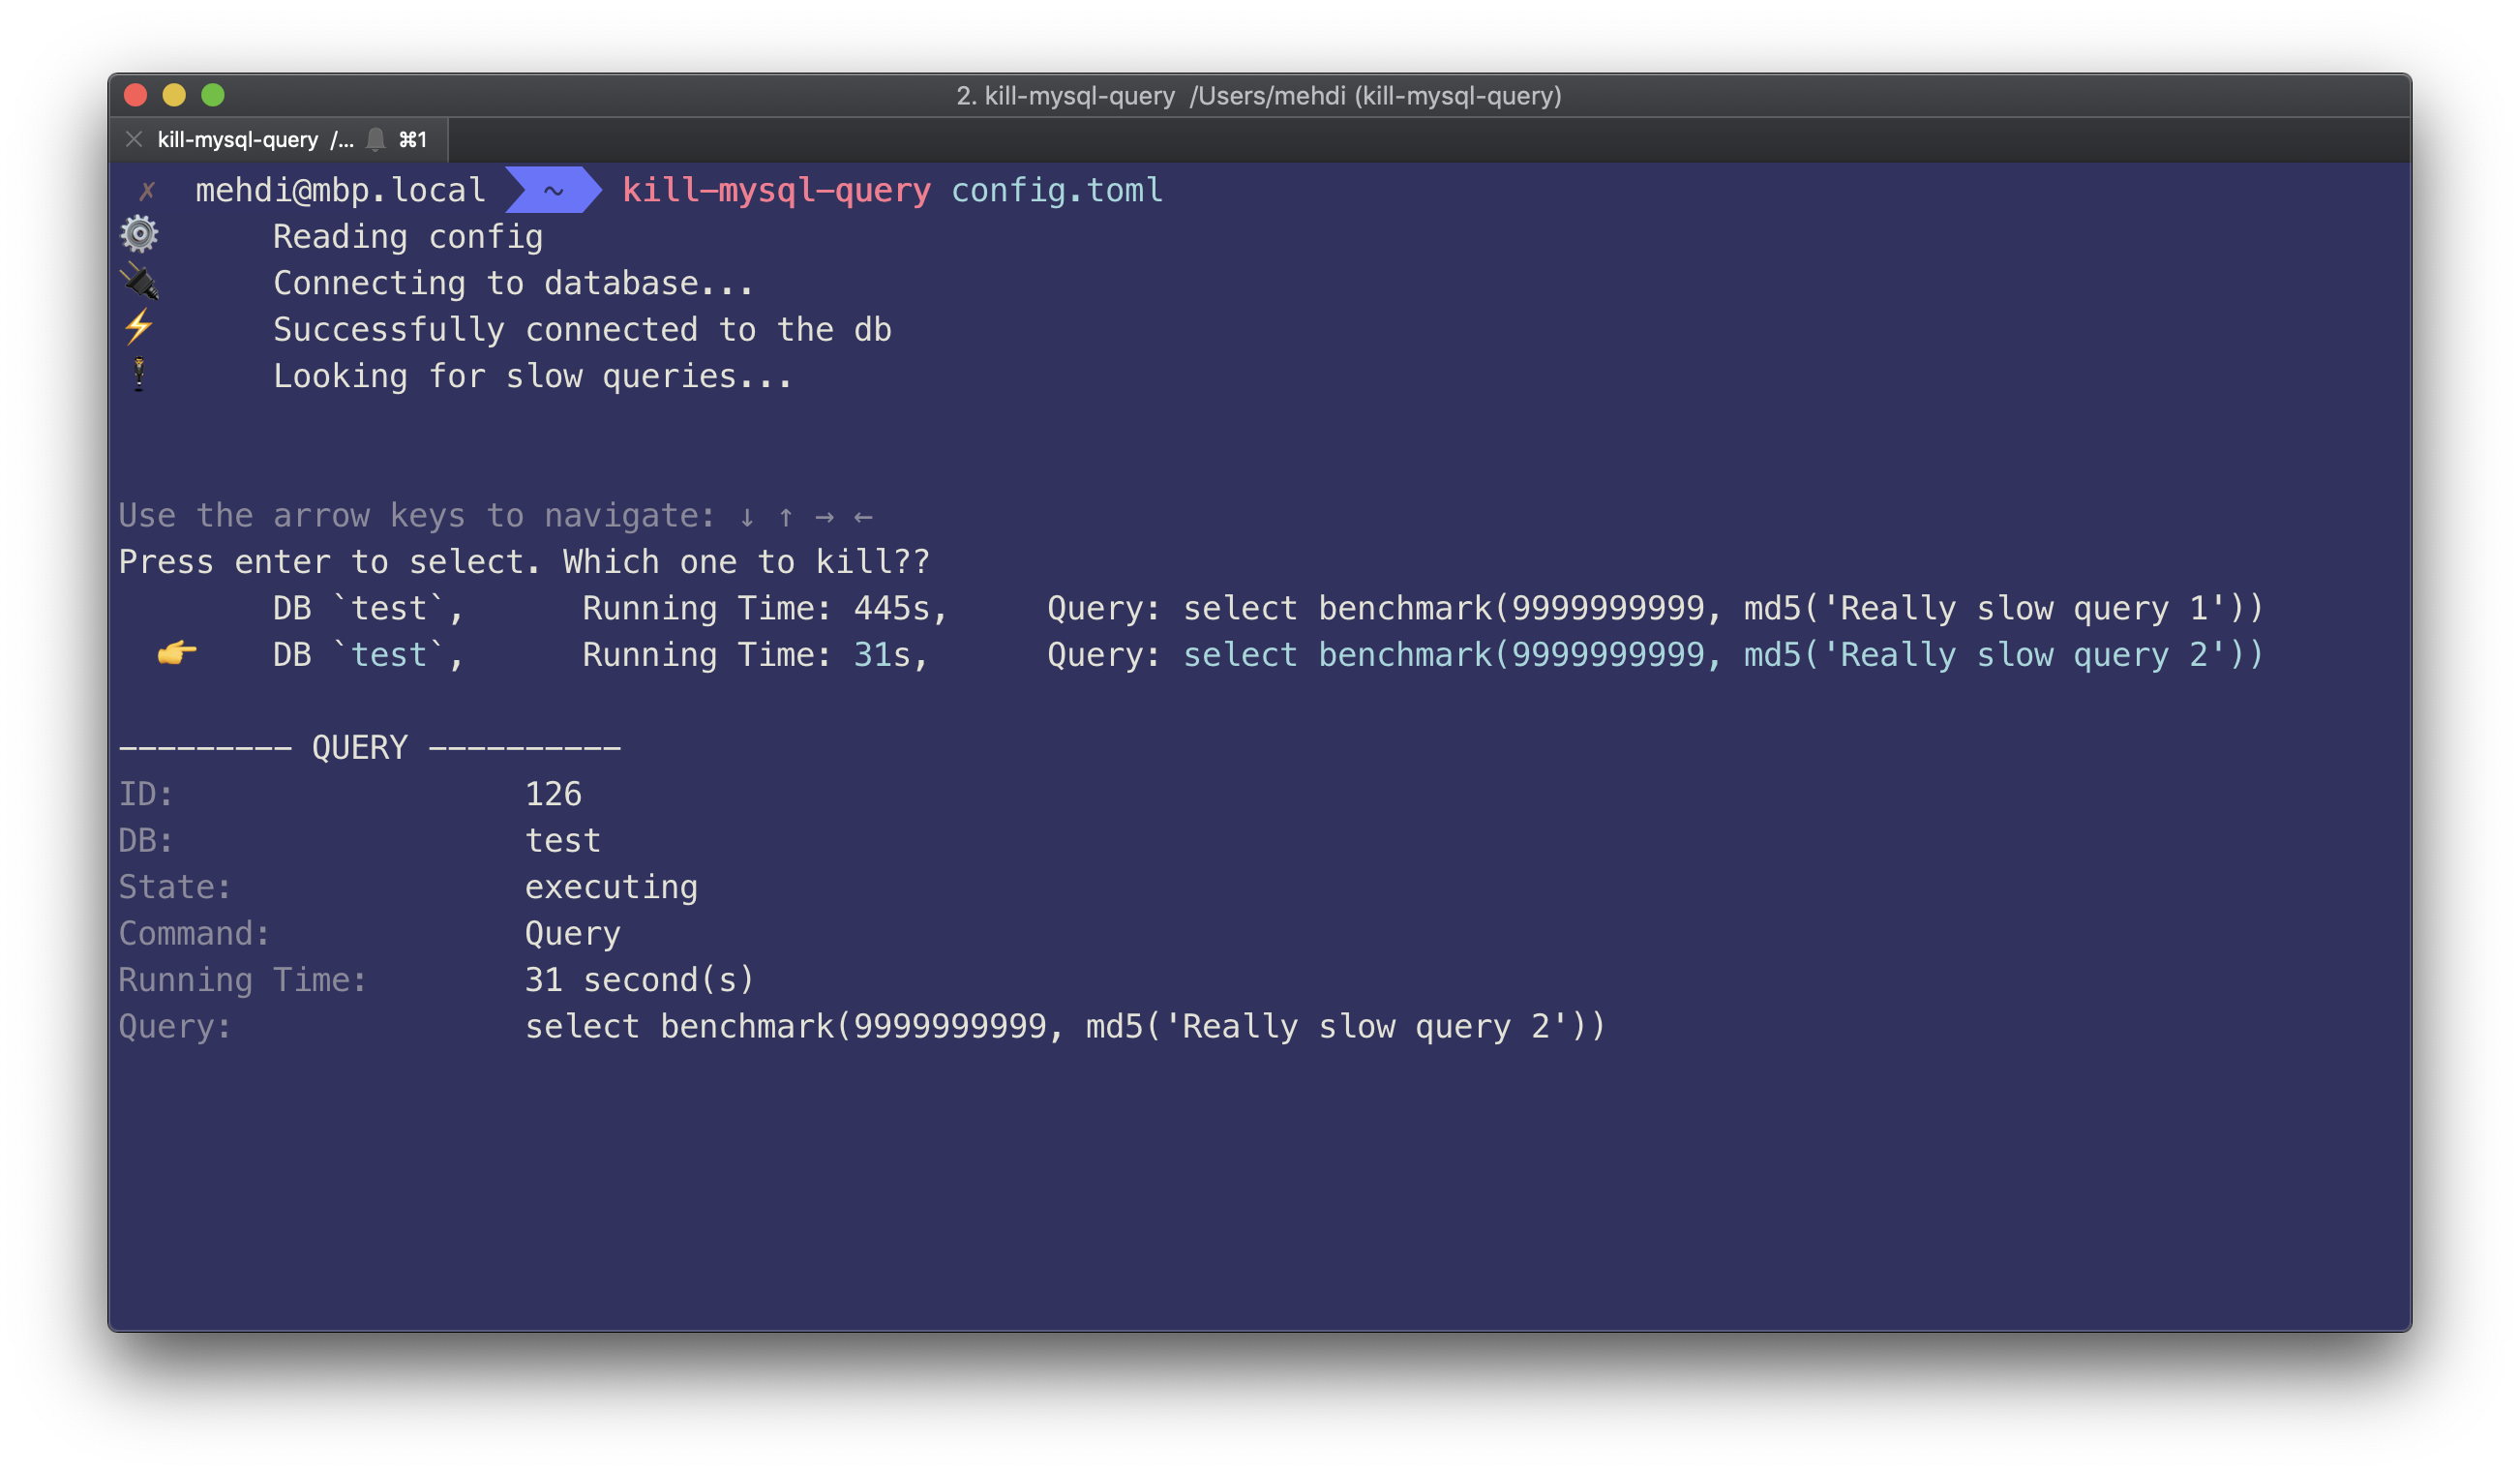 2. kill-mysql-query /Users/mehdi (kill-mysql-query)
kill-mysql-query /... ⌘1
✗ mehdi@mbp.local ~ kill-mysql-query config.toml
Reading config
Connecting to database...
Successfully connected to the db
Looking for slow queries...
Use the arrow keys to navigate: ↓ ↑ → ←
Press enter to select. Which one to kill??
DB `test`, Running Time: 445s, Query: select benchmark(9999999999, md5('Really slow query 1'))
DB `test`, Running Time: 31s, Query: select benchmark(9999999999, md5('Really slow query 2'))
--------- QUERY ----------
ID: 126
DB: test
State: executing
Command: Query
Running Time: 31 second(s)
Query: select benchmark(9999999999, md5('Really slow query 2'))